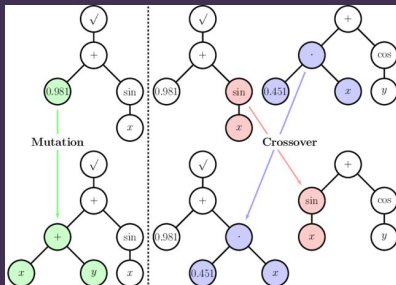 √
+
0.981
sin
x
√
+
0.981
sin
x
+
·
cos
0.451
x
y
Mutation
Crossover
√
+
+
sin
x
y
x
√
+
0.981
·
0.451
x
+
sin
cos
x
y